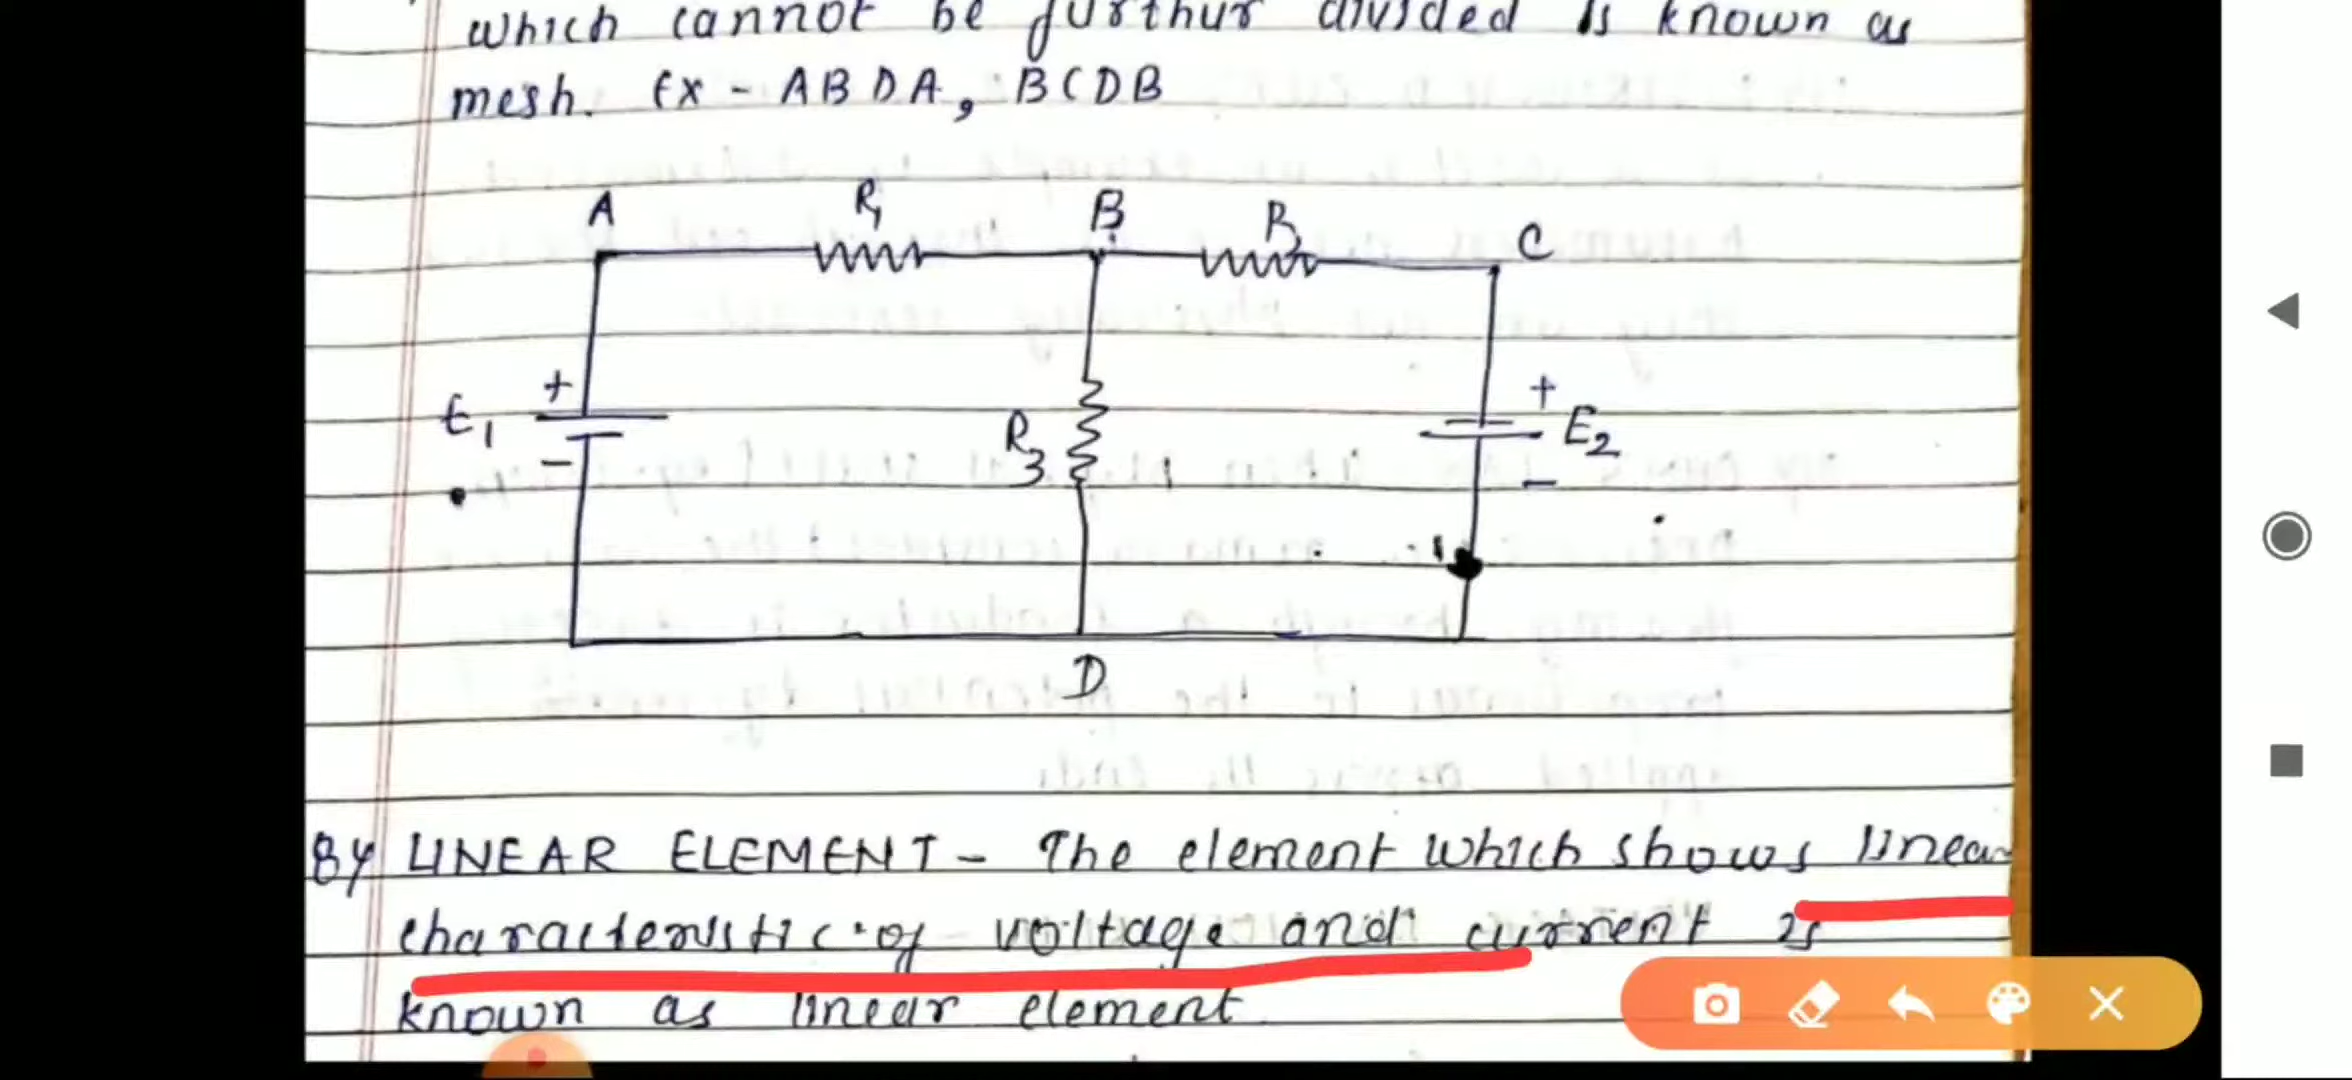 which cannot be furthur divided is known as
mesh. Ex - ABDA, BCDB
A R1 B R C
+ +
E1 R3 E2
- -
D
8) LINEAR ELEMENT - The element which shows linear
characteristic of voltage and current is
known as linear element